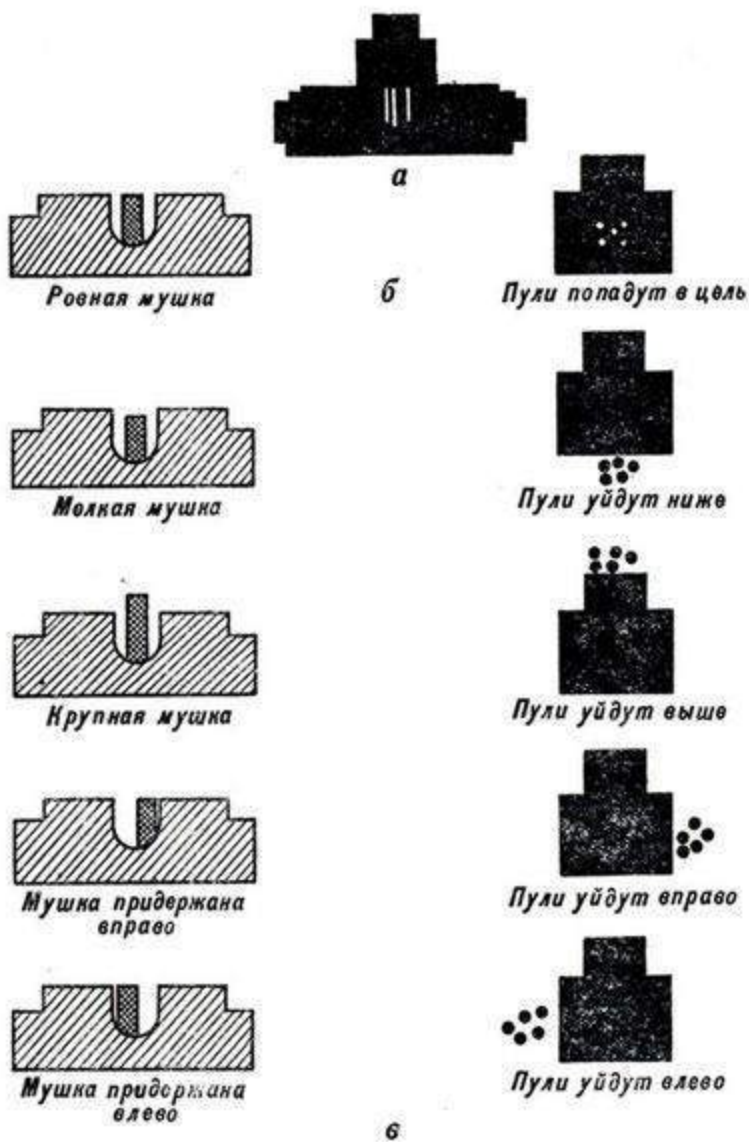 а
Ровная мушка
б
Пули попадут в цель
Мелкая мушка
Пули уйдут ниже
Крупная мушка
Пули уйдут выше
Мушка придержана
вправо
Пули уйдут вправо
Мушка придержана
влево
Пули уйдут влево
в